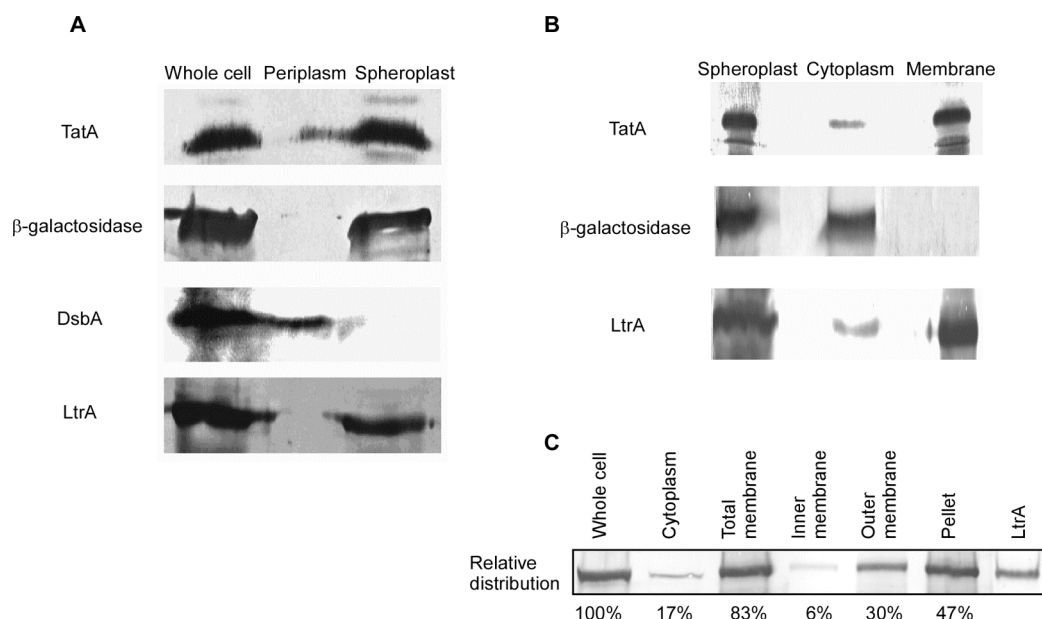 A
Whole cell Periplasm Spheroplast
TatA
β-galactosidase
DsbA
LtrA
B
Spheroplast Cytoplasm Membrane
TatA
β-galactosidase
LtrA
C
Whole cell
Cytoplasm
Total
membrane
Inner
membrane
Outer
membrane
Pellet
LtrA
Relative
distribution
100% 17% 83% 6% 30% 47%